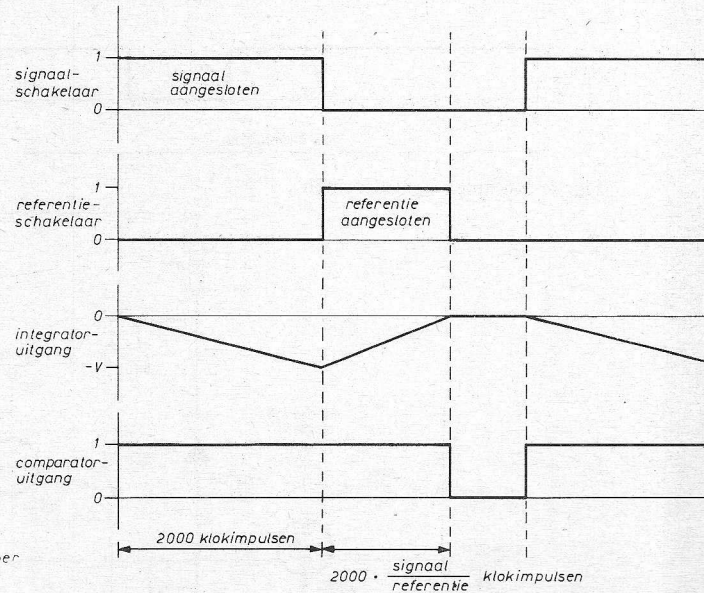 1
signaal-
schakelaar
0
signaal
aangesloten
1
referentie-
schakelaar
0
referentie
aangesloten
0
integrator-
uitgang
-V
1
comparator-
uitgang
0
2000 klokimpulsen
2000 · signaal
referentie klokimpulsen